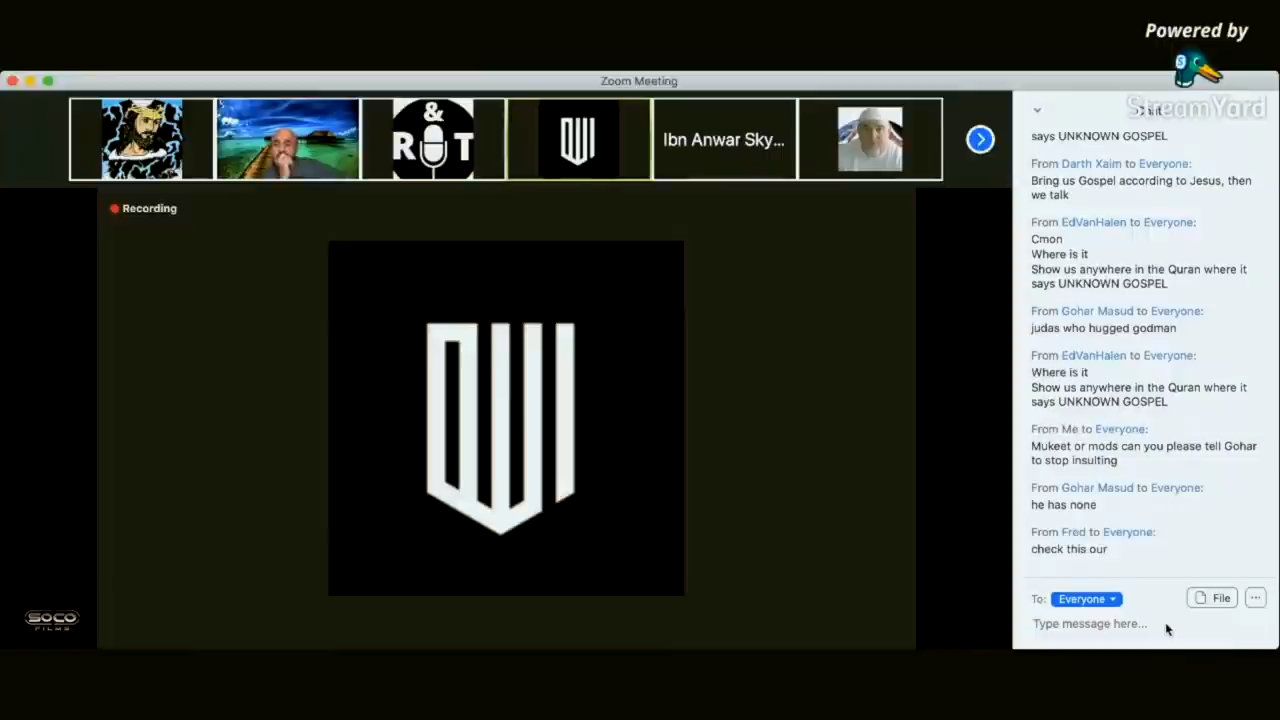 Powered by
StreamYard
Zoom Meeting
&
R T
DWI
Ibn Anwar Sky...
Recording
DWI
SOCO
FILMS
says UNKNOWN GOSPEL
From Darth Xaim to Everyone:
Bring us Gospel according to Jesus, then
we talk
From EdVanHalen to Everyone:
Cmon
Where is it
Show us anywhere in the Quran where it
says UNKNOWN GOSPEL
From Gohar Masud to Everyone:
judas who hugged godman
From EdVanHalen to Everyone:
Where is it
Show us anywhere in the Quran where it
says UNKNOWN GOSPEL
From Me to Everyone:
Mukeet or mods can you please tell Gohar
to stop insulting
From Gohar Masud to Everyone:
he has none
From Fred to Everyone:
check this our
To: Everyone
File
...
Type message here...